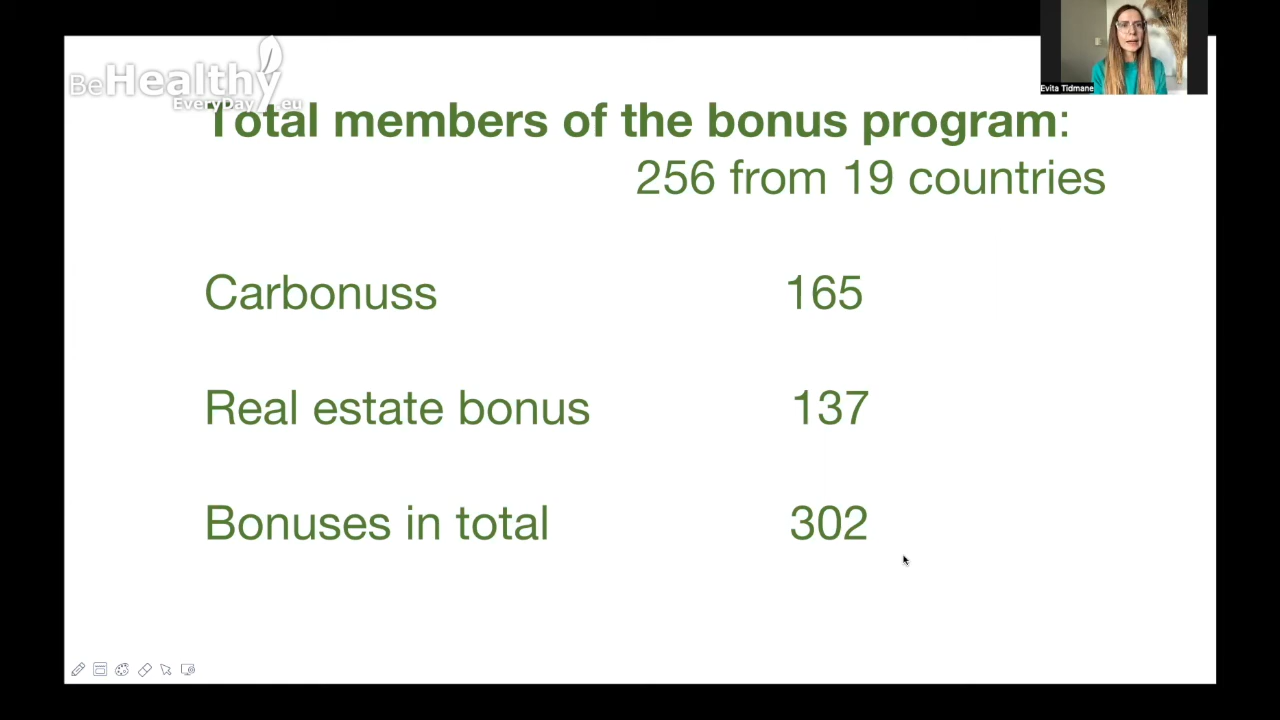 BeHealthy
EveryDay .eu
Evita Tidmane
Total members of the bonus program:
256 from 19 countries
Carbonuss 165
Real estate bonus 137
Bonuses in total 302